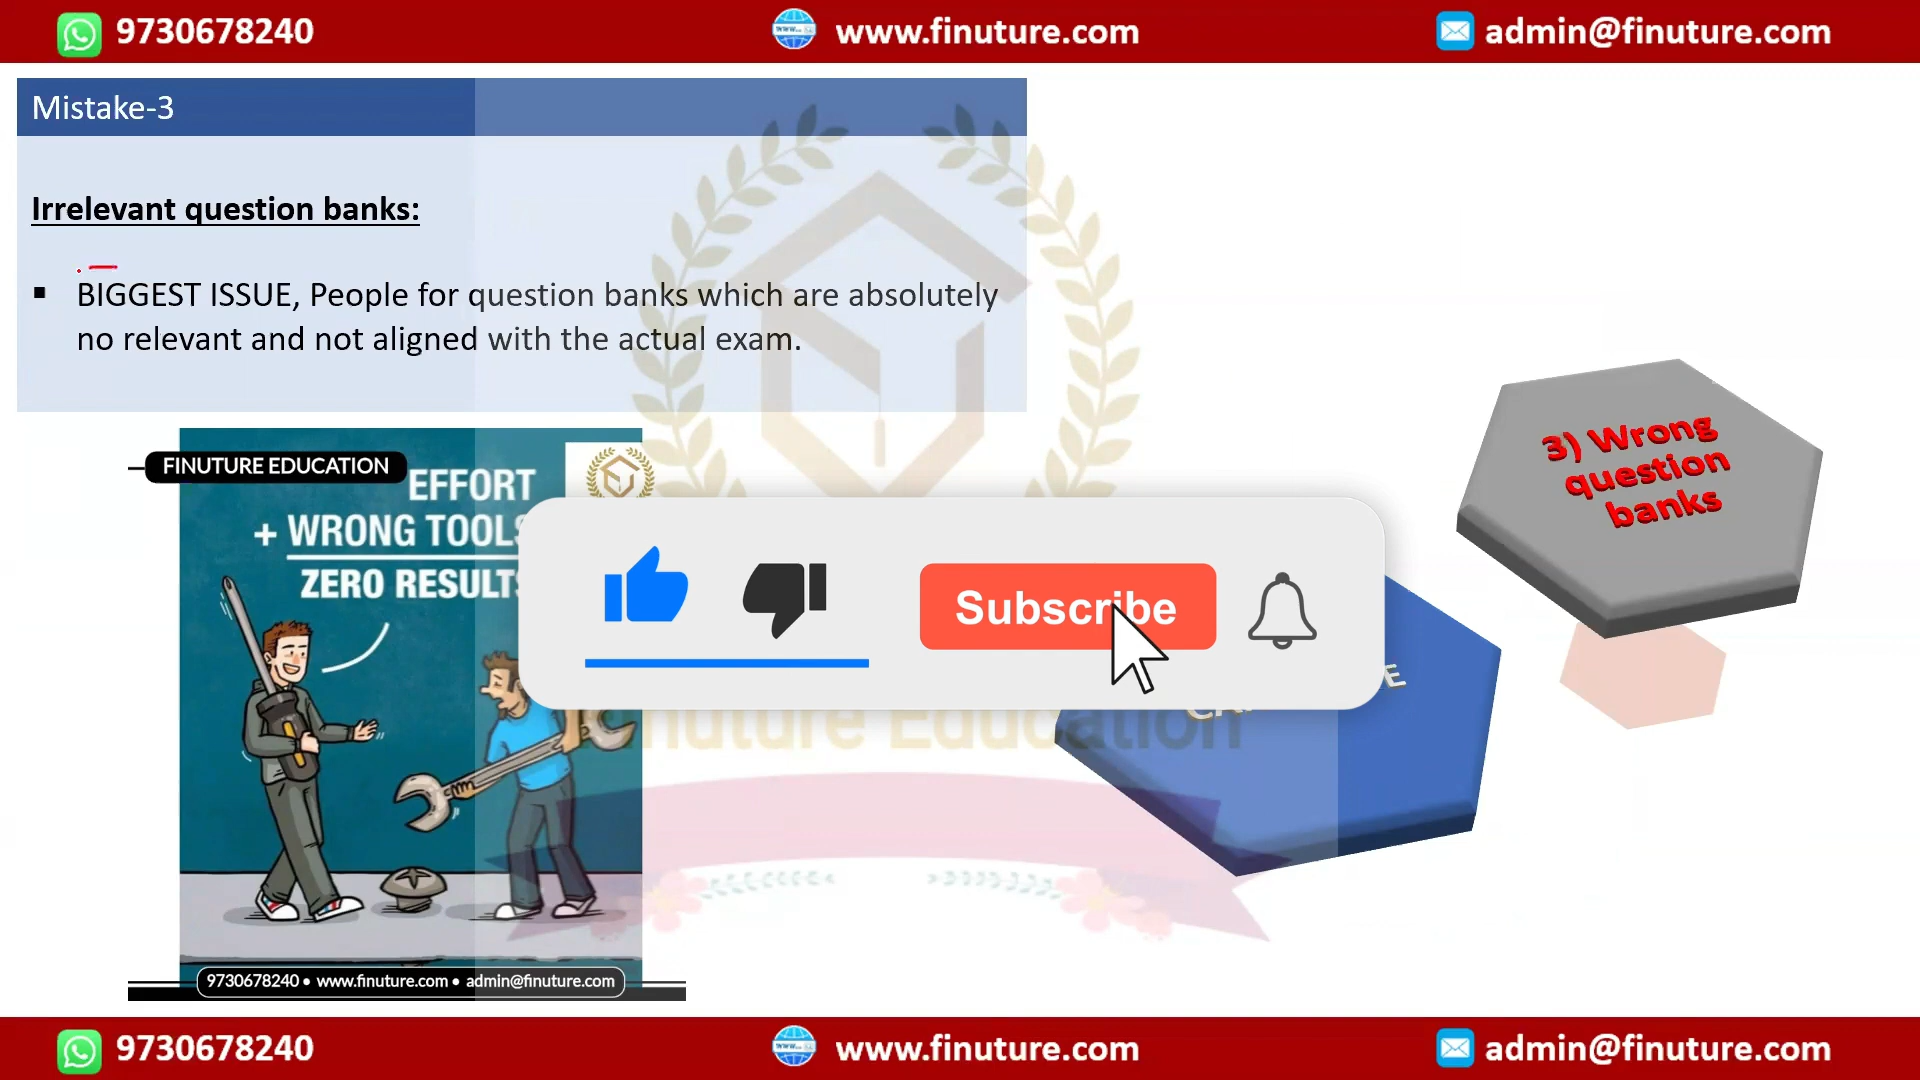 9730678240
www.finuture.com
admin@finuture.com
Mistake-3
Irrelevant question banks:
▪ BIGGEST ISSUE, People for question banks which are absolutely
no relevant and not aligned with the actual exam.
FINUTURE EDUCATION
EFFORT
+ WRONG TOOLS
ZERO RESULTS
3) Wrong
question
banks
Subscribe
Education
9730678240 • www.finuture.com • admin@finuture.com
9730678240
www.finuture.com
admin@finuture.com